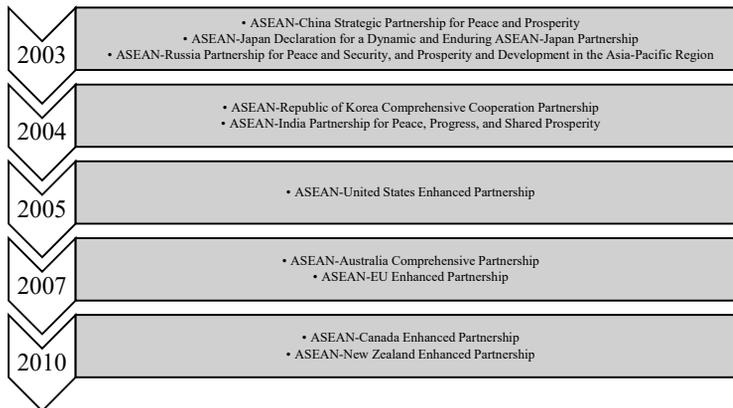 2003
• ASEAN-China Strategic Partnership for Peace and Prosperity
• ASEAN-Japan Declaration for a Dynamic and Enduring ASEAN-Japan Partnership
• ASEAN-Russia Partnership for Peace and Security, and Prosperity and Development in the Asia-Pacific Region
2004
• ASEAN-Republic of Korea Comprehensive Cooperation Partnership
• ASEAN-India Partnership for Peace, Progress, and Shared Prosperity
2005
• ASEAN-United States Enhanced Partnership
2007
• ASEAN-Australia Comprehensive Partnership
• ASEAN-EU Enhanced Partnership
2010
• ASEAN-Canada Enhanced Partnership
• ASEAN-New Zealand Enhanced Partnership